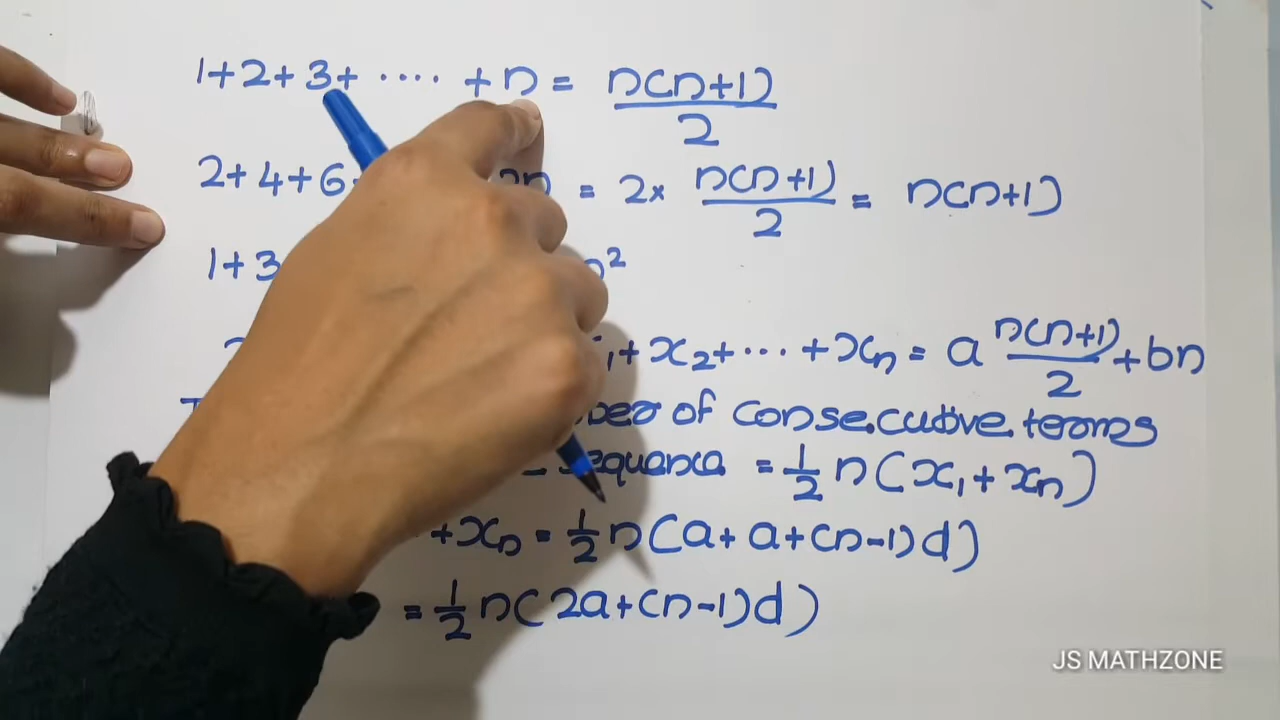 1+2+3+ .... +n = n(n+1)/2
2+4+6 2n = 2× n(n+1)/2 = n(n+1)
1+3 n²
+x₂+...+xₙ = a n(n+1)/2 +bn
of consecutive terms
= 1/2 n(x₁+xₙ)
+xₙ = 1/2 n(a+a+(n-1)d)
= 1/2 n(2a+(n-1)d)
JS MATHZONE